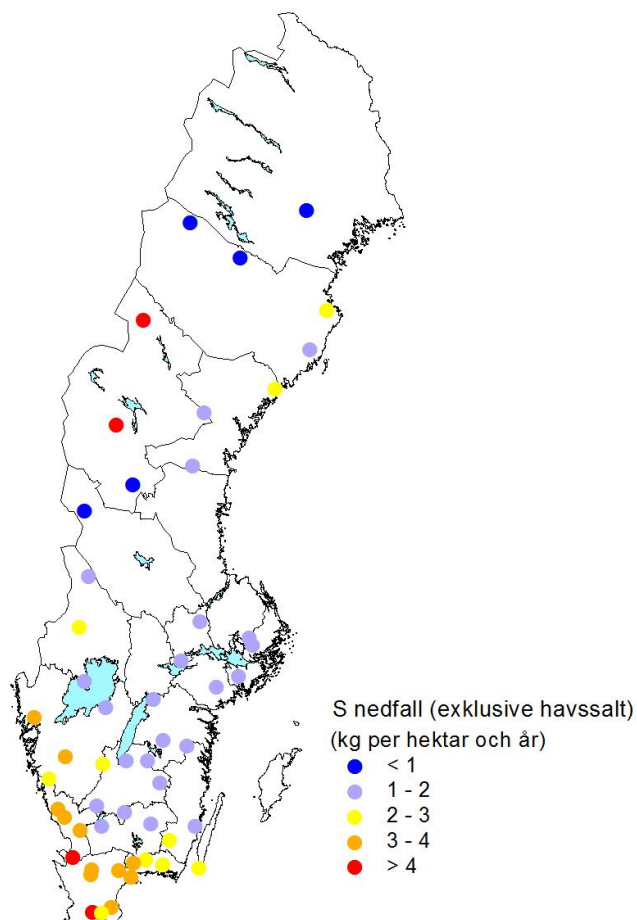 S nedfall (exklusive havssalt)
(kg per hektar och år)
< 1
1 - 2
2 - 3
3 - 4
> 4